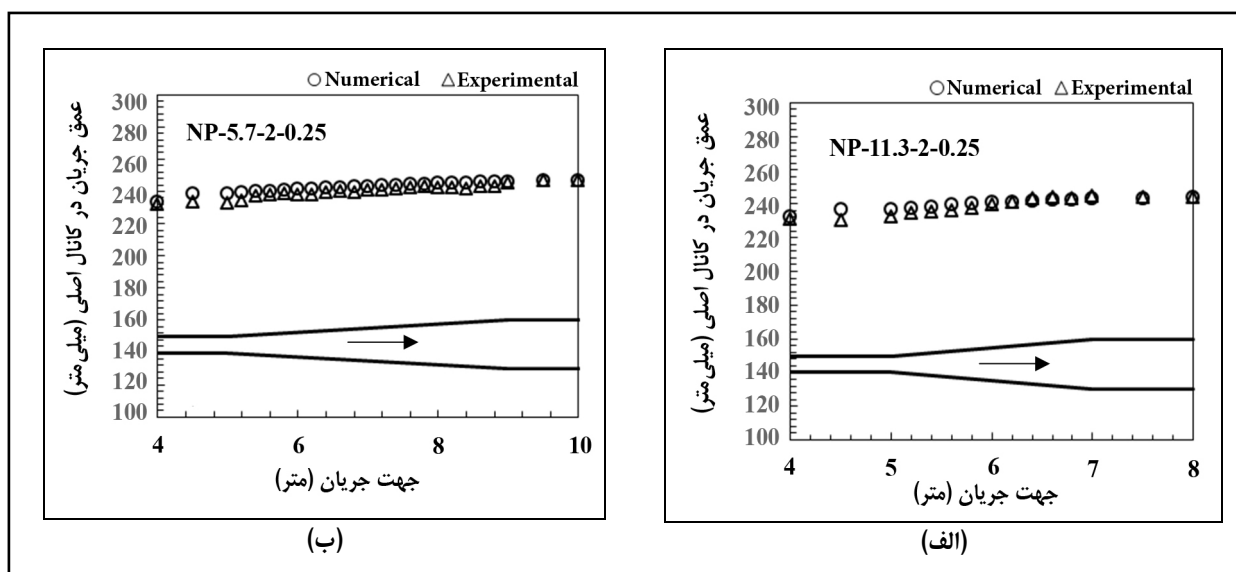 ○ Numerical △ Experimental
NP-11.3-2-0.25
عمق جریان در کانال اصلی (میلی‌متر)
300
280
260
240
220
200
180
160
140
120
100
4 5 6 7 8
جهت جریان (متر)
(الف)
○ Numerical △ Experimental
NP-5.7-2-0.25
عمق جریان در کانال اصلی (میلی‌متر)
300
280
260
240
220
200
180
160
140
120
100
4 6 8 10
جهت جریان (متر)
(ب)